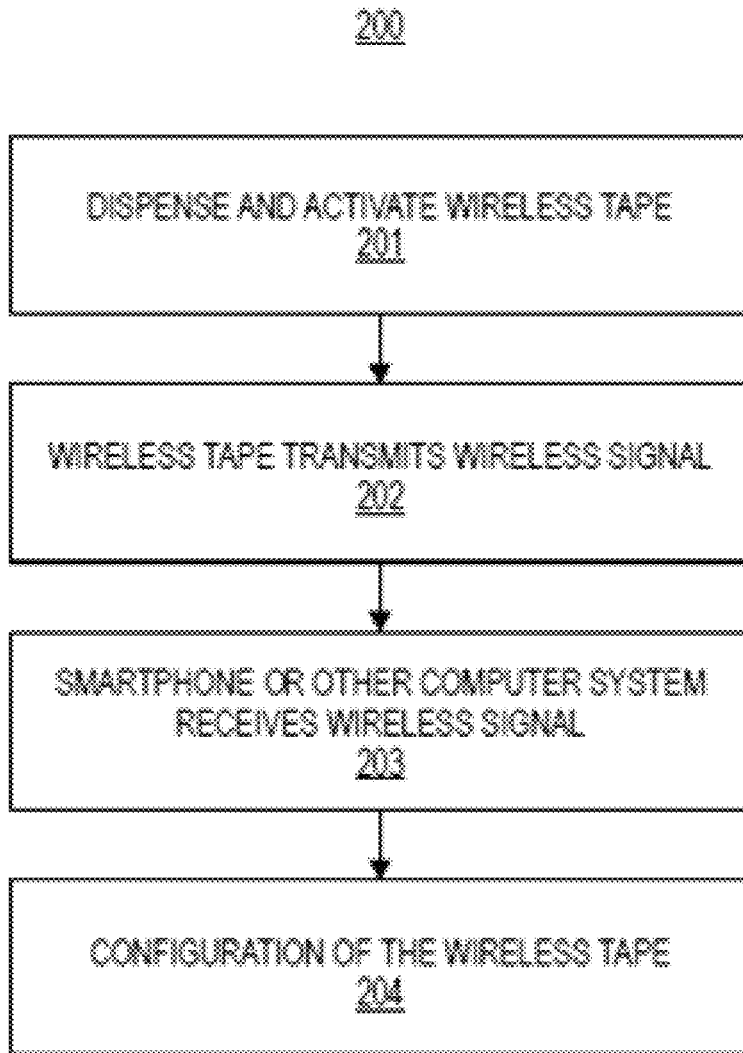 200
DISPENSE AND ACTIVATE WIRELESS TAPE
201
WIRELESS TAPE TRANSMITS WIRELESS SIGNAL
202
SMARTPHONE OR OTHER COMPUTER SYSTEM
RECEIVES WIRELESS SIGNAL
203
CONFIGURATION OF THE WIRELESS TAPE
204